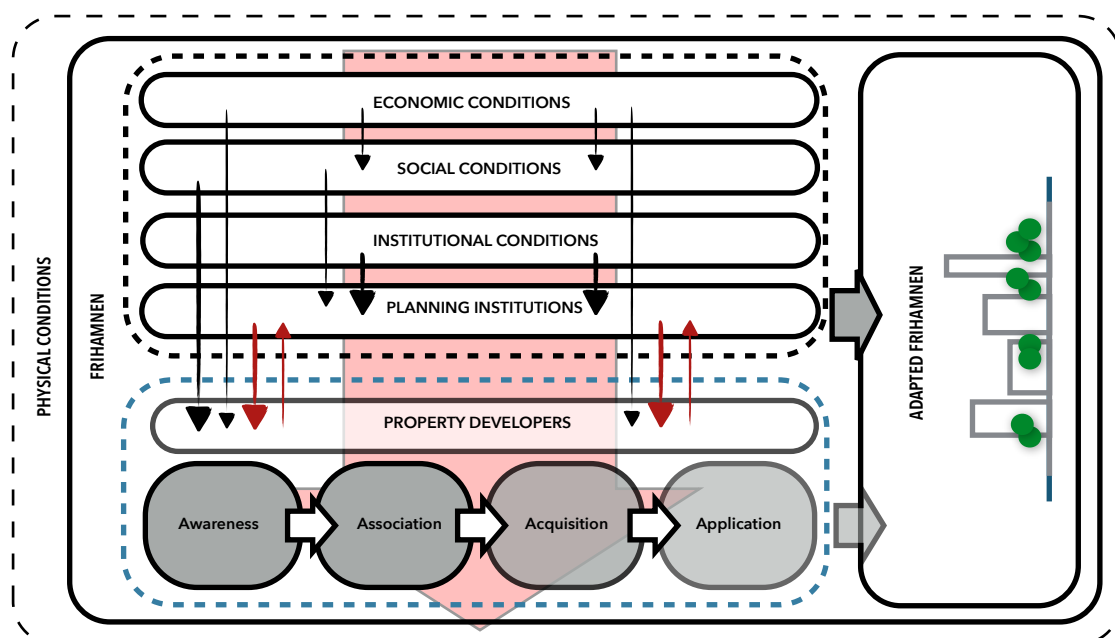 PHYSICAL CONDITIONS
FRIHAMNEN
ECONOMIC CONDITIONS
SOCIAL CONDITIONS
INSTITUTIONAL CONDITIONS
PLANNING INSTITUTIONS
PROPERTY DEVELOPERS
Awareness
Association
Acquisition
Application
ADAPTED FRIHAMNEN